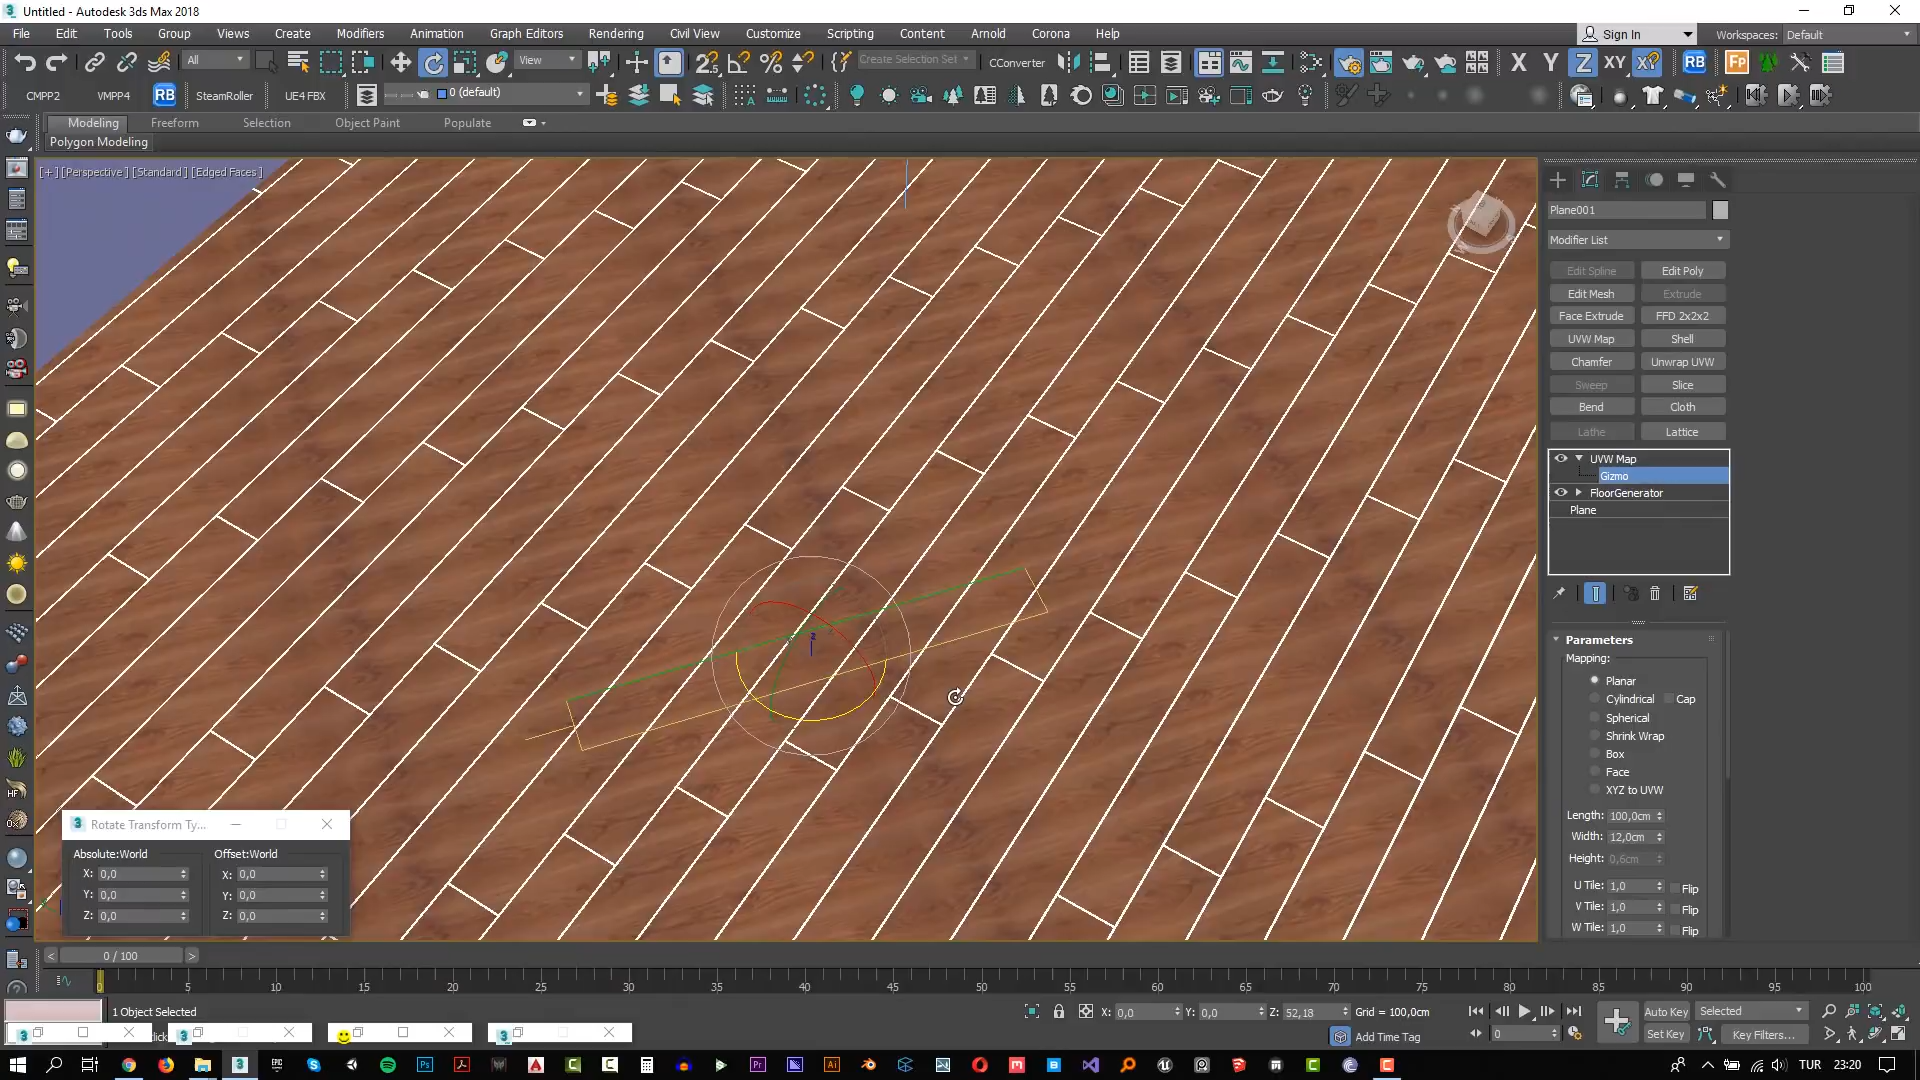 Untitled - Autodesk 3ds Max 2018
File Edit Tools Group Views Create Modifiers Animation Graph Editors Rendering Civil View Customize Scripting Content Arnold Corona Help
Sign In Workspaces: Default
All View Create Selection Set CConverter X Y Z XY RB Fp
CMPP2 VMPP4 RB SteamRoller UE4 FBX 0 (default)
Modeling Freeform Selection Object Paint Populate
Polygon Modeling
[+] [Perspective] [Standard] [Edged Faces]
Plane001
Modifier List
Edit Spline Edit Poly
Edit Mesh Extrude
Face Extrude FFD 2x2x2
UVW Map Shell
Chamfer Unwrap UVW
Sweep Slice
Bend Cloth
Lathe Lattice
UVW Map
Gizmo
FloorGenerator
Plane
Parameters
Mapping:
Planar
Cylindrical Cap
Spherical
Shrink Wrap
Box
Face
XYZ to UVW
Length: 100,0cm
Width: 12,0cm
Height: 0,6cm
U Tile: 1,0 Flip
V Tile: 1,0 Flip
W Tile: 1,0 Flip
z
Rotate Transform Ty...
Absolute:World Offset:World
X: 0,0 X: 0,0
Y: 0,0 Y: 0,0
Z: 0,0 Z: 0,0
< 0 / 100 >
0 5 10 15 20 25 30 35 40 45 50 55 60 65 70 75 80 85 90 95 100
1 Object Selected X: 0,0 Y: 0,0 Z: 52,18 Grid = 100,0cm Auto Key Selected
Add Time Tag 0 Set Key Key Filters...
TUR 23:20